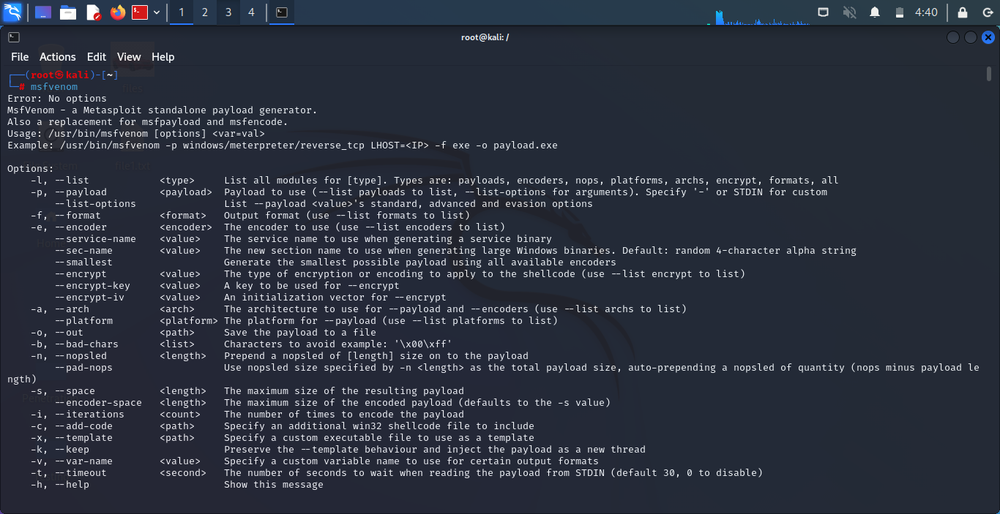 1 2 3 4 4:40
root@kali: /
File Actions Edit View Help
┌──(root㉿kali)-[~]
└─# msfvenom
Error: No options
MsfVenom - a Metasploit standalone payload generator.
Also a replacement for msfpayload and msfencode.
Usage: /usr/bin/msfvenom [options] <var=val>
Example: /usr/bin/msfvenom -p windows/meterpreter/reverse_tcp LHOST=<IP> -f exe -o payload.exe
Options:
    -l, --list            <type>     List all modules for [type]. Types are: payloads, encoders, nops, platforms, archs, encrypt, formats, all
    -p, --payload         <payload>  Payload to use (--list payloads to list, --list-options for arguments). Specify '-' or STDIN for custom
        --list-options               List --payload <value>'s standard, advanced and evasion options
    -f, --format          <format>   Output format (use --list formats to list)
    -e, --encoder         <encoder>  The encoder to use (use --list encoders to list)
        --service-name    <value>    The service name to use when generating a service binary
        --sec-name        <value>    The new section name to use when generating large Windows binaries. Default: random 4-character alpha string
        --smallest                   Generate the smallest possible payload using all available encoders
        --encrypt         <value>    The type of encryption or encoding to apply to the shellcode (use --list encrypt to list)
        --encrypt-key     <value>    A key to be used for --encrypt
        --encrypt-iv      <value>    An initialization vector for --encrypt
    -a, --arch            <arch>     The architecture to use for --payload and --encoders (use --list archs to list)
        --platform        <platform> The platform for --payload (use --list platforms to list)
    -o, --out             <path>     Save the payload to a file
    -b, --bad-chars       <list>     Characters to avoid example: '\x00\xff'
    -n, --nopsled         <length>   Prepend a nopsled of [length] size on to the payload
        --pad-nops                   Use nopsled size specified by -n <length> as the total payload size, auto-prepending a nopsled of quantity (nops minus payload le
ngth)
    -s, --space           <length>   The maximum size of the resulting payload
        --encoder-space   <length>   The maximum size of the encoded payload (defaults to the -s value)
    -i, --iterations      <count>    The number of times to encode the payload
    -c, --add-code        <path>     Specify an additional win32 shellcode file to include
    -x, --template        <path>     Specify a custom executable file to use as a template
    -k, --keep                       Preserve the --template behaviour and inject the payload as a new thread
    -v, --var-name        <value>    Specify a custom variable name to use for certain output formats
    -t, --timeout         <second>   The number of seconds to wait when reading the payload from STDIN (default 30, 0 to disable)
    -h, --help                       Show this message